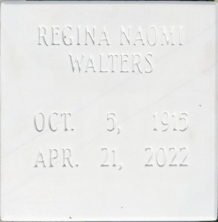 REGINA NAOMI
WALTERS
OCT. 5, 1915
APR. 21, 2022